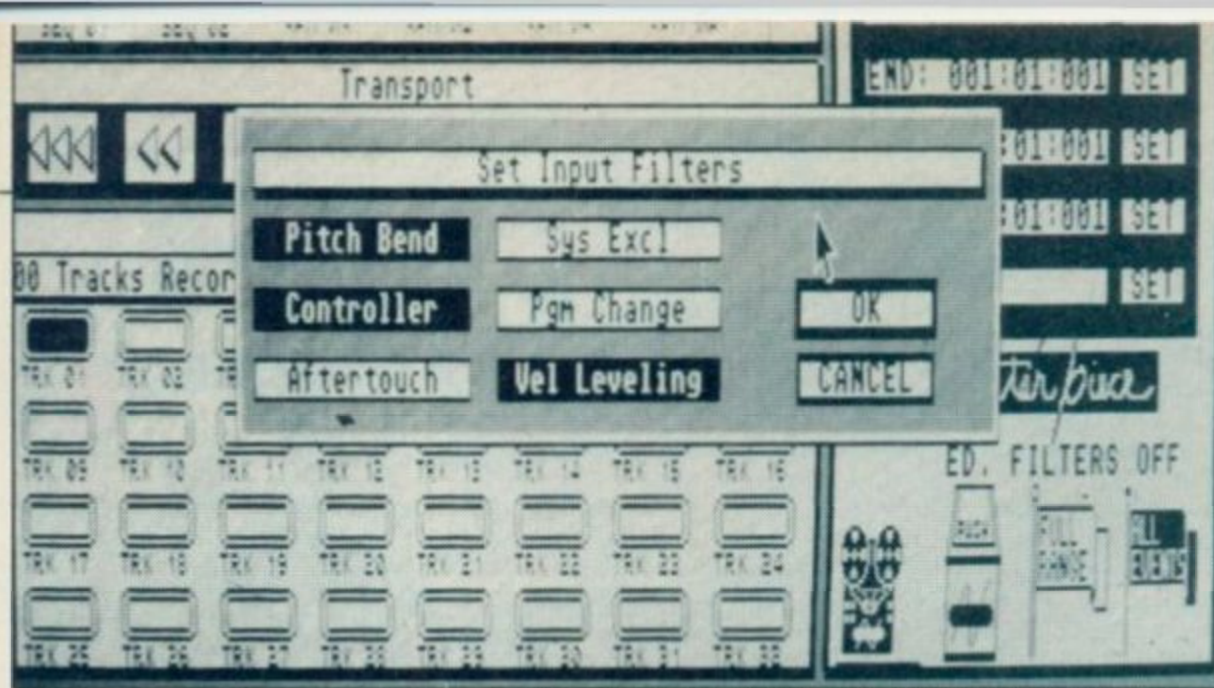 Transport
END: 001:01:001 SET
Set Input Filters
:01:001 SET
Pitch Bend Sys Excl
:01:001 SET
00 Tracks Recor
SET
Controller Pgm Change OK
Aftertouch Vel Leveling CANCEL
TRK 01 TRK 02
ter piece
TRK 09 TRK 10 TRK 11 TRK 12 TRK 13 TRK 14 TRK 15 TRK 16
ED. FILTERS OFF
FULL RANGE
ALL EVENTS
TRK 17 TRK 18 TRK 19 TRK 20 TRK 21 TRK 22 TRK 23 TRK 24
TRK 25 TRK 26 TRK 27 TRK 28 TRK 29 TRK 30 TRK 31 TRK 32